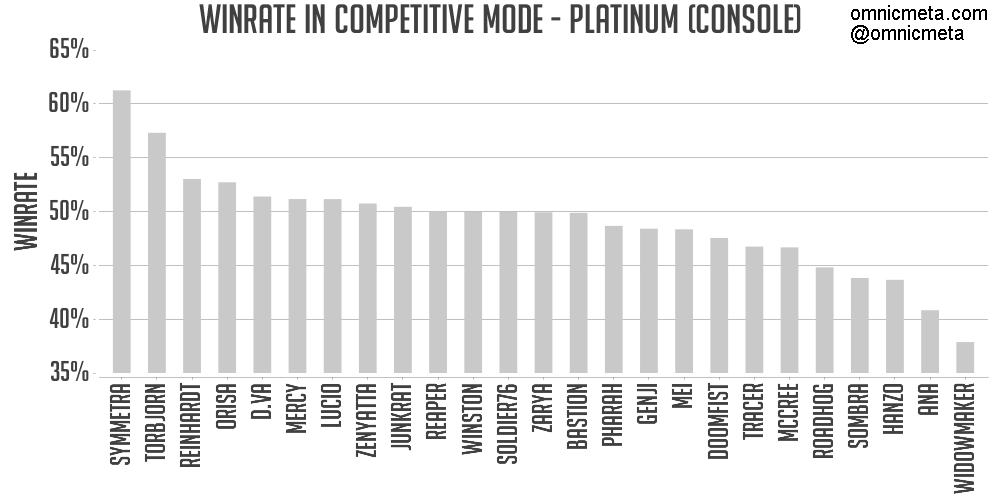 WINRATE IN COMPETITIVE MODE - PLATINUM (CONSOLE)
omnicmeta.com
@omnicmeta
65%
60%
55%
50%
45%
40%
35%
WINRATE
SYMMETRA
TORBJORN
REINHARDT
ORISA
D.VA
MERCY
LUCIO
ZENYATTA
JUNKRAT
REAPER
WINSTON
SOLDIER76
ZARYA
BASTION
PHARAH
GENJI
MEI
DOOMFIST
TRACER
MCCREE
ROADHOG
SOMBRA
HANZO
ANA
WIDOWMAKER